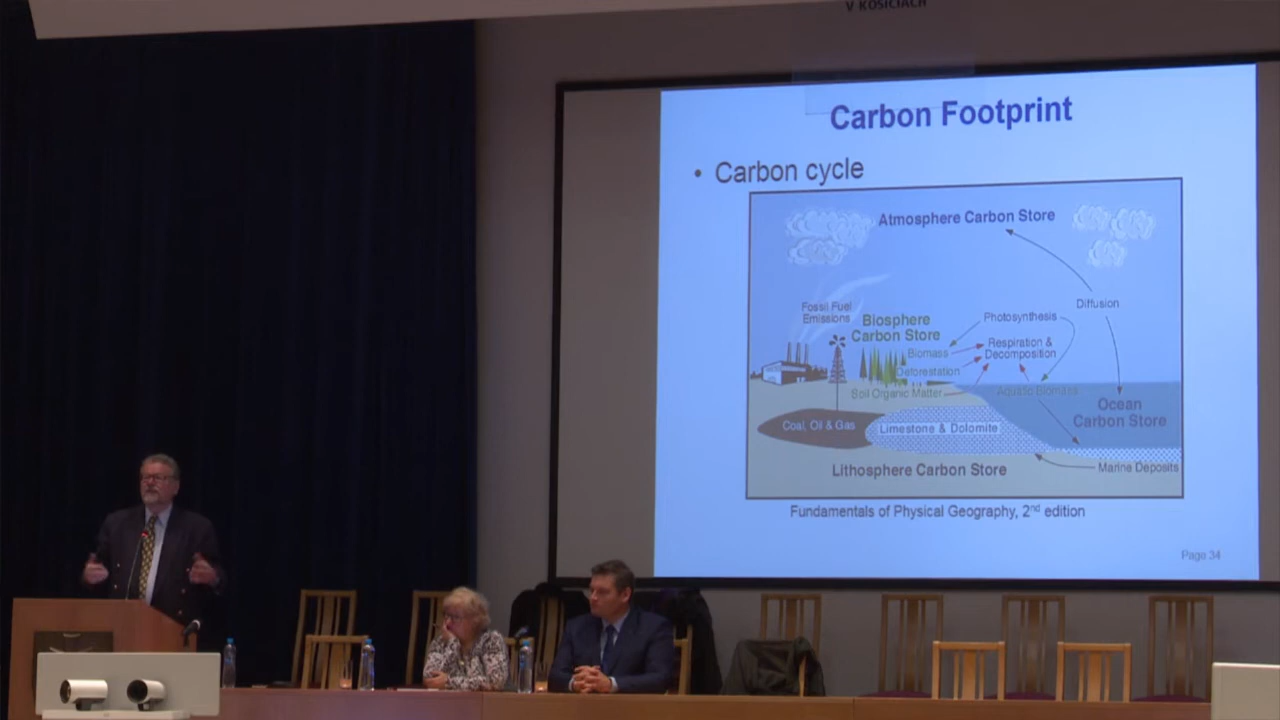 V KOŠICIACH
Carbon Footprint
• Carbon cycle
Atmosphere Carbon Store
Diffusion
Fossil Fuel
Emissions
Photosynthesis
Biosphere
Carbon Store
Respiration &
Decomposition
Biomass
Deforestation
Soil Organic Matter
Aquatic Biomass
Ocean
Carbon Store
Coal, Oil & Gas
Limestone & Dolomite
Lithosphere Carbon Store
Marine Deposits
Fundamentals of Physical Geography, 2nd edition
Page 34